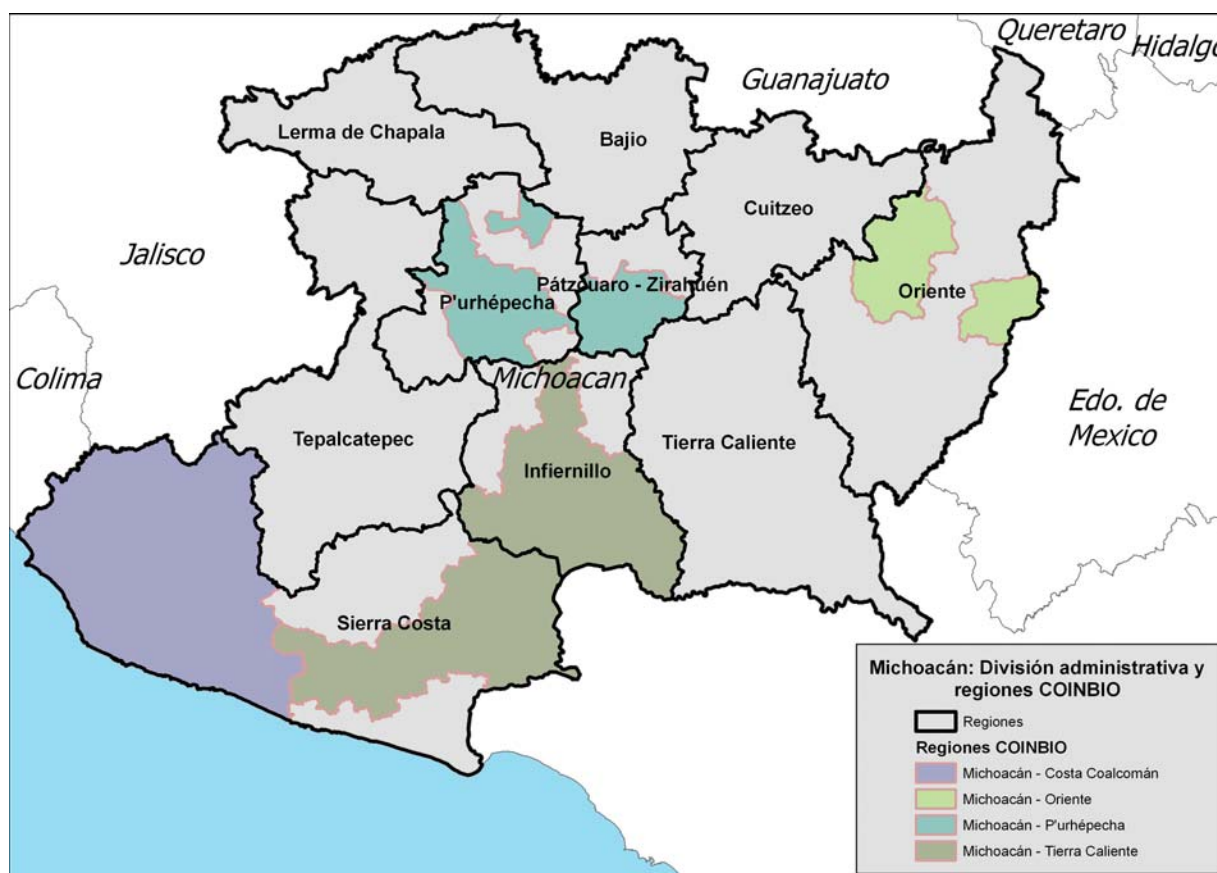 Queretaro
Hidalgo
Guanajuato
Lerma de Chapala
Bajio
Cuitzeo
Jalisco
Pátzcuaro - Zirahuén
Oriente
P'urhépecha
Colima
Michoacan
Edo. de
Mexico
Tepalcatepec
Tierra Caliente
Infiernillo
Sierra Costa
Michoacán: División administrativa y
regiones COINBIO
Regiones
Regiones COINBIO
Michoacán - Costa Coalcomán
Michoacán - Oriente
Michoacán - P'urhépecha
Michoacán - Tierra Caliente